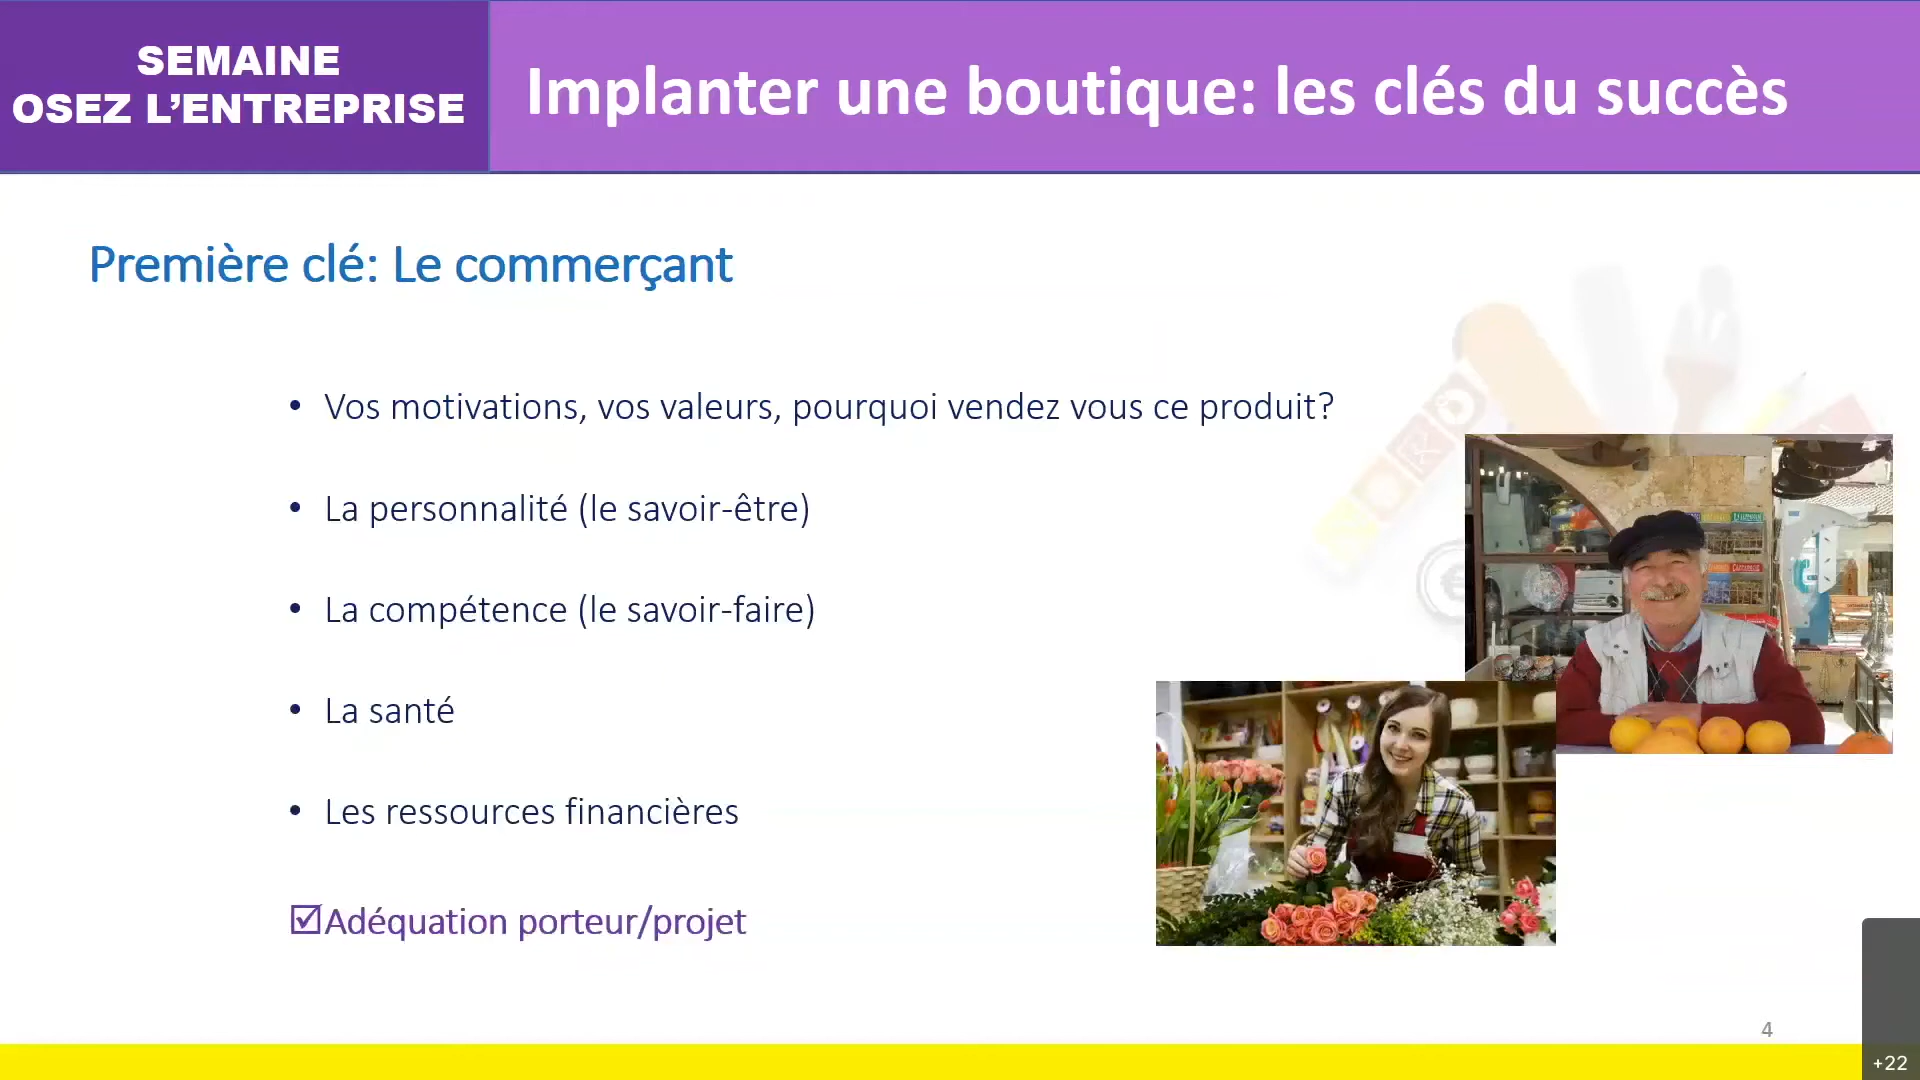 SEMAINE
OSEZ L’ENTREPRISE
Implanter une boutique: les clés du succès
Première clé: Le commerçant
• Vos motivations, vos valeurs, pourquoi vendez vous ce produit?
• La personnalité (le savoir-être)
• La compétence (le savoir-faire)
• La santé
• Les ressources financières
☑Adéquation porteur/projet
4
+22